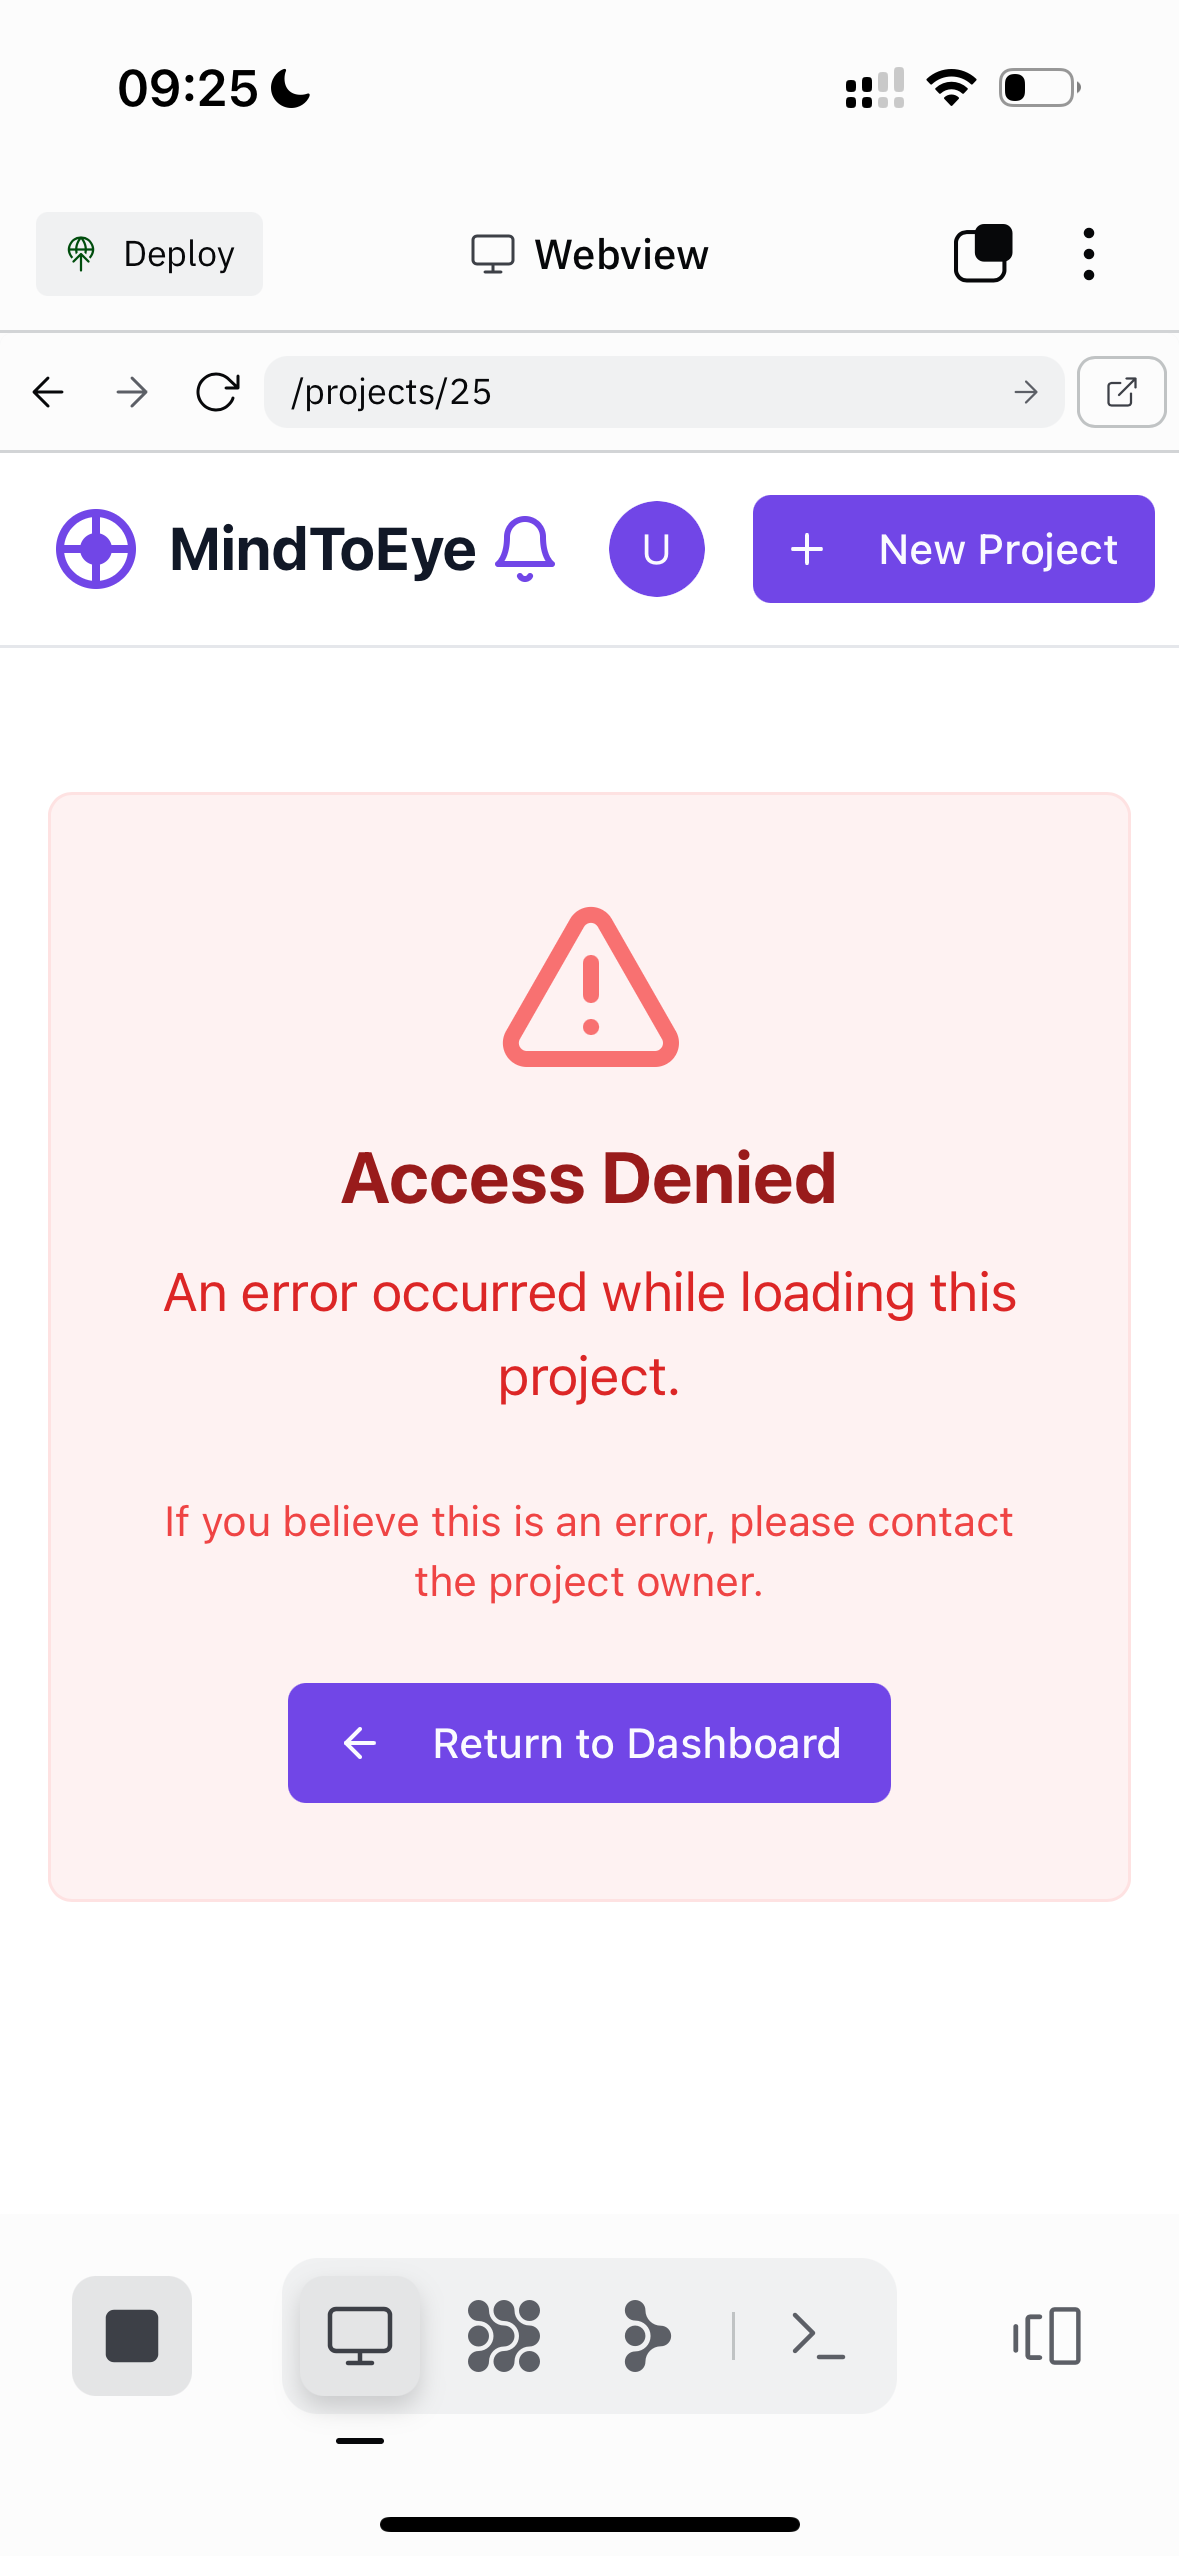 09:25
Deploy
Webview
/projects/25
MindToEye
U
New Project
Access Denied
An error occurred while loading this
project.
If you believe this is an error, please contact
the project owner.
Return to Dashboard